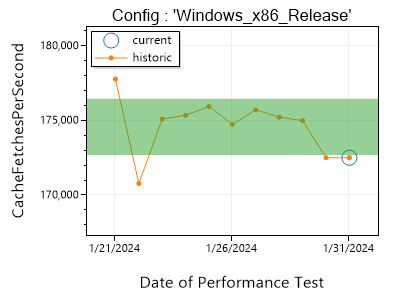 Config : 'Windows_x86_Release'
current
historic
180,000
175,000
170,000
CacheFetchesPerSecond
1/21/2024
1/26/2024
1/31/2024
Date of Performance Test